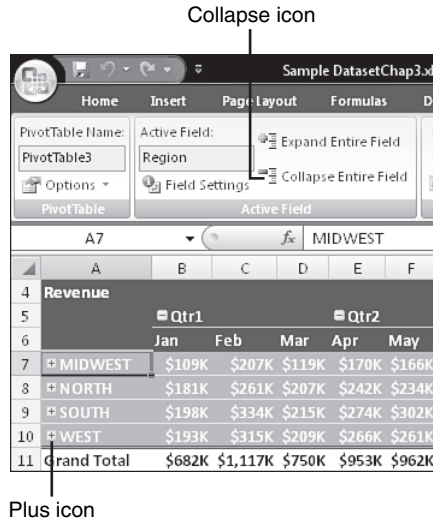 Collapse icon
Sample DatasetChap3.xl
Home Insert Page Layout Formulas D
PivotTable Name: Active Field: Expand Entire Field
PivotTable3 Region Collapse Entire Field
Options Field Settings
PivotTable Active Field
A7 fx MIDWEST
A B C D E F
4 Revenue
5 Qtr1 Qtr2
6 Jan Feb Mar Apr May
7 MIDWEST $109K $207K $119K $170K $166K
8 NORTH $181K $261K $207K $242K $234K
9 SOUTH $198K $334K $215K $274K $302K
10 WEST $193K $315K $209K $266K $261K
11 Grand Total $682K $1,117K $750K $953K $962K
Plus icon